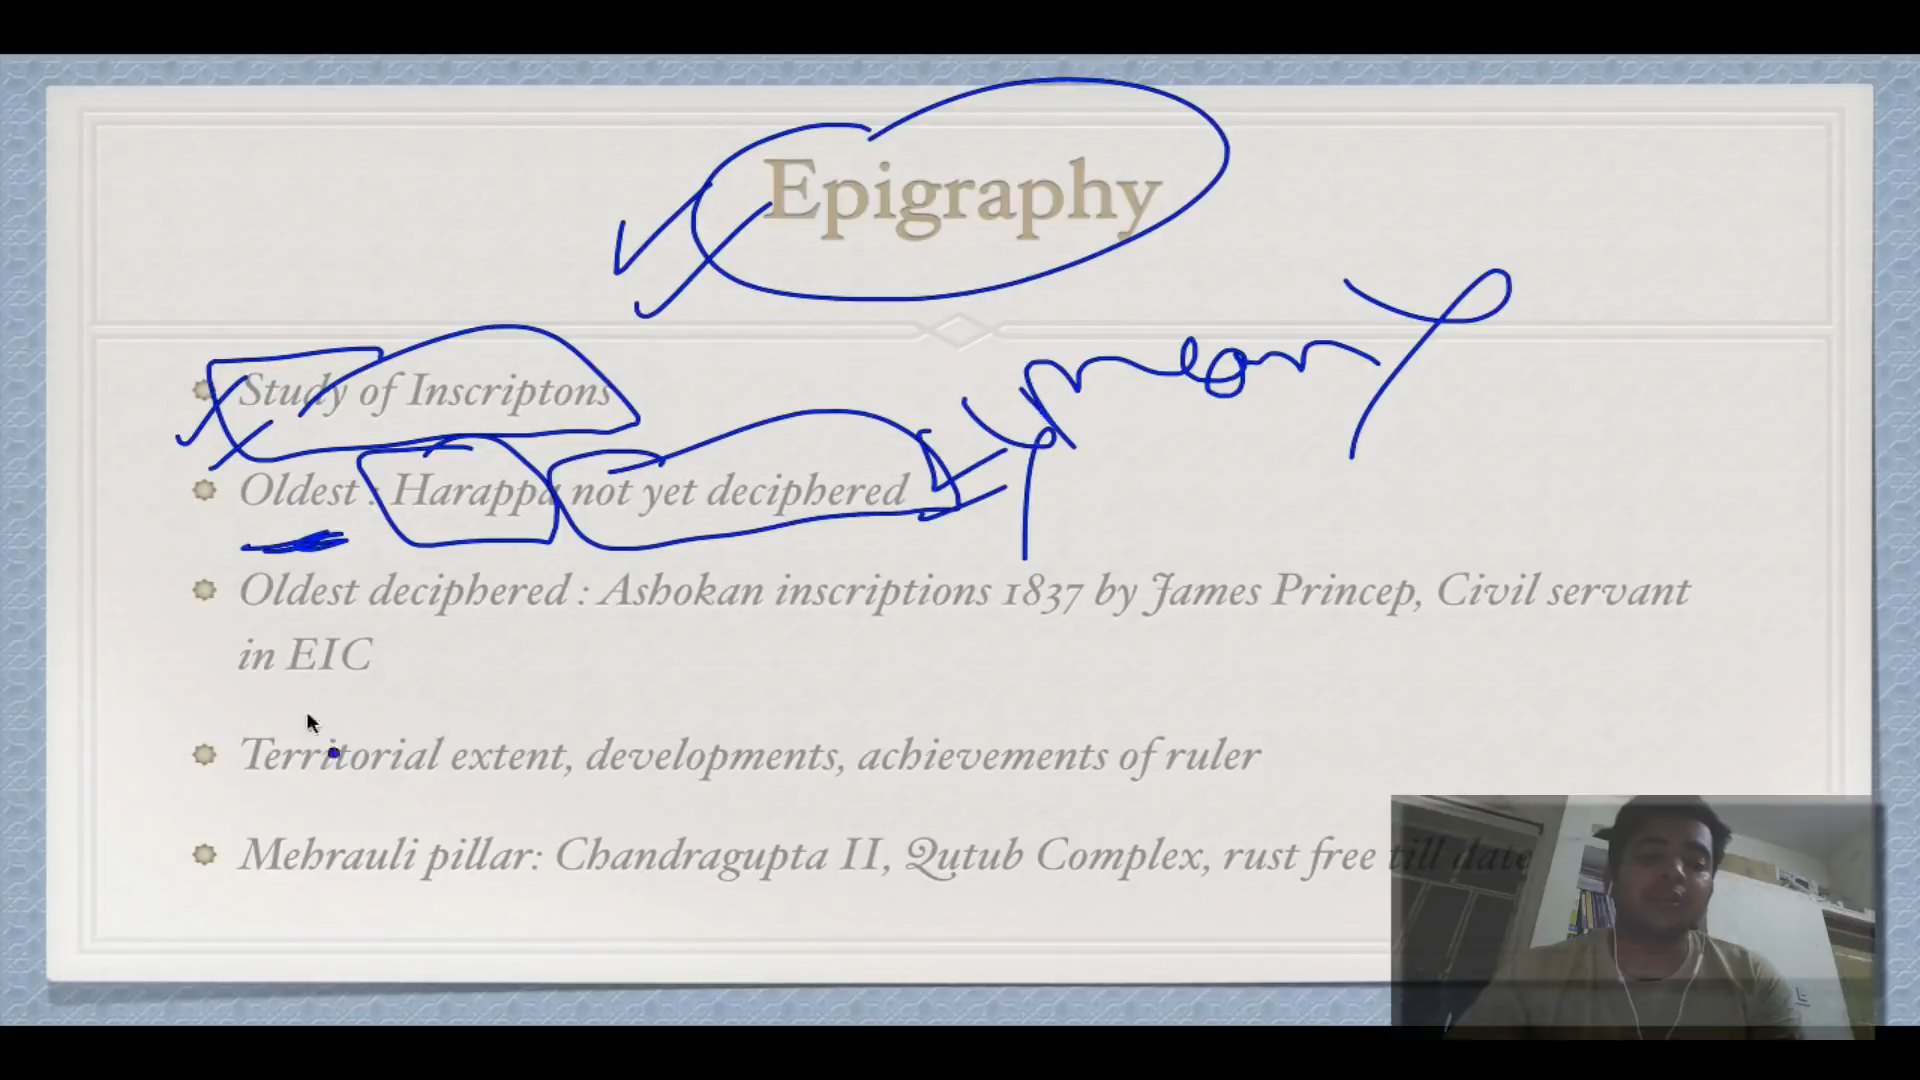 Epigraphy
Study of Inscriptons
Oldest : Harappa not yet deciphered
Oldest deciphered : Ashokan inscriptions 1837 by James Princep, Civil servant
in EIC
Territorial extent, developments, achievements of ruler
Mehrauli pillar: Chandragupta II, Qutub Complex, rust free till date